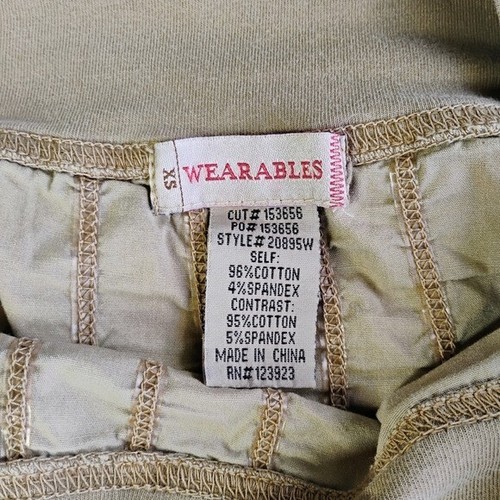 XS
WEARABLES
CUT# 153656
PO# 153656
STYLE# 20895W
SELF:
96%COTTON
4%SPANDEX
CONTRAST:
95%COTTON
5%SPANDEX
MADE IN CHINA
RN# 123923